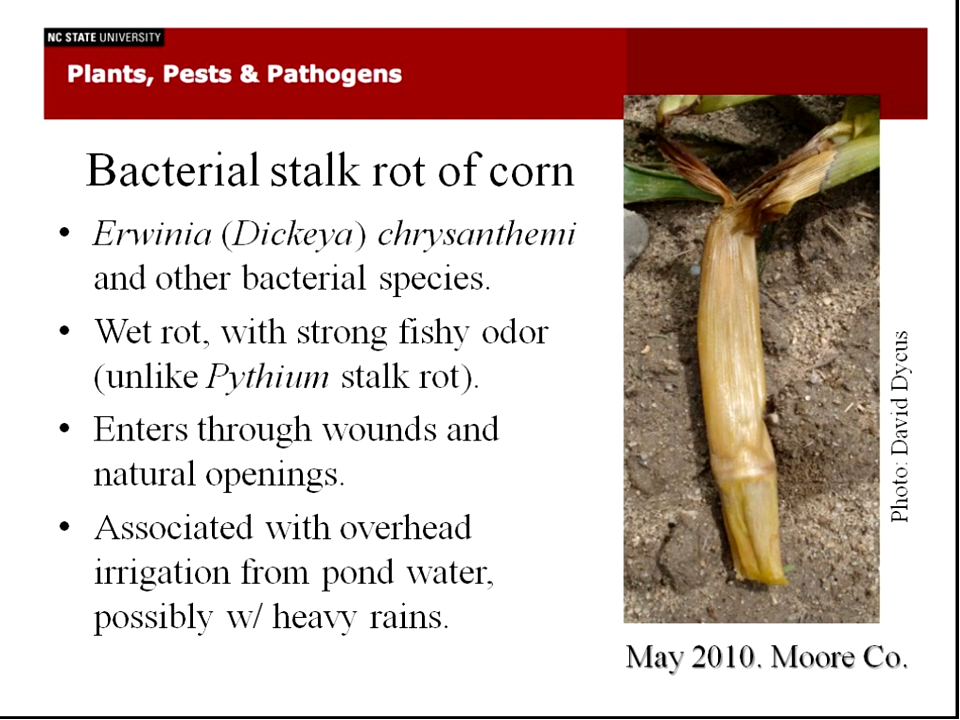 NC STATE UNIVERSITY
Plants, Pests & Pathogens
Bacterial stalk rot of corn
• Erwinia (Dickeya) chrysanthemi
and other bacterial species.
• Wet rot, with strong fishy odor
(unlike Pythium stalk rot).
• Enters through wounds and
natural openings.
• Associated with overhead
irrigation from pond water,
possibly w/ heavy rains.
Photo: David Dycus
May 2010. Moore Co.